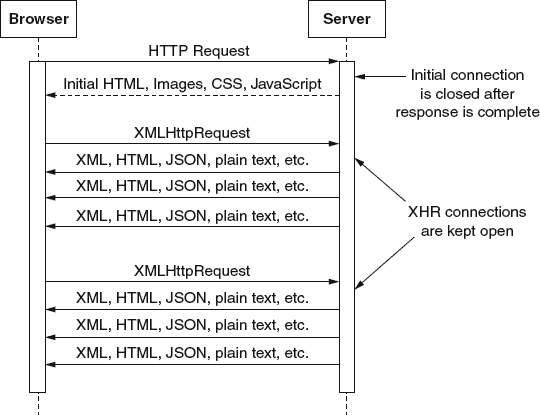 Browser
Server
HTTP Request
Initial HTML, Images, CSS, JavaScript
Initial connection
is closed after
response is complete
XMLHttpRequest
XML, HTML, JSON, plain text, etc.
XML, HTML, JSON, plain text, etc.
XML, HTML, JSON, plain text, etc.
XHR connections
are kept open
XMLHttpRequest
XML, HTML, JSON, plain text, etc.
XML, HTML, JSON, plain text, etc.
XML, HTML, JSON, plain text, etc.